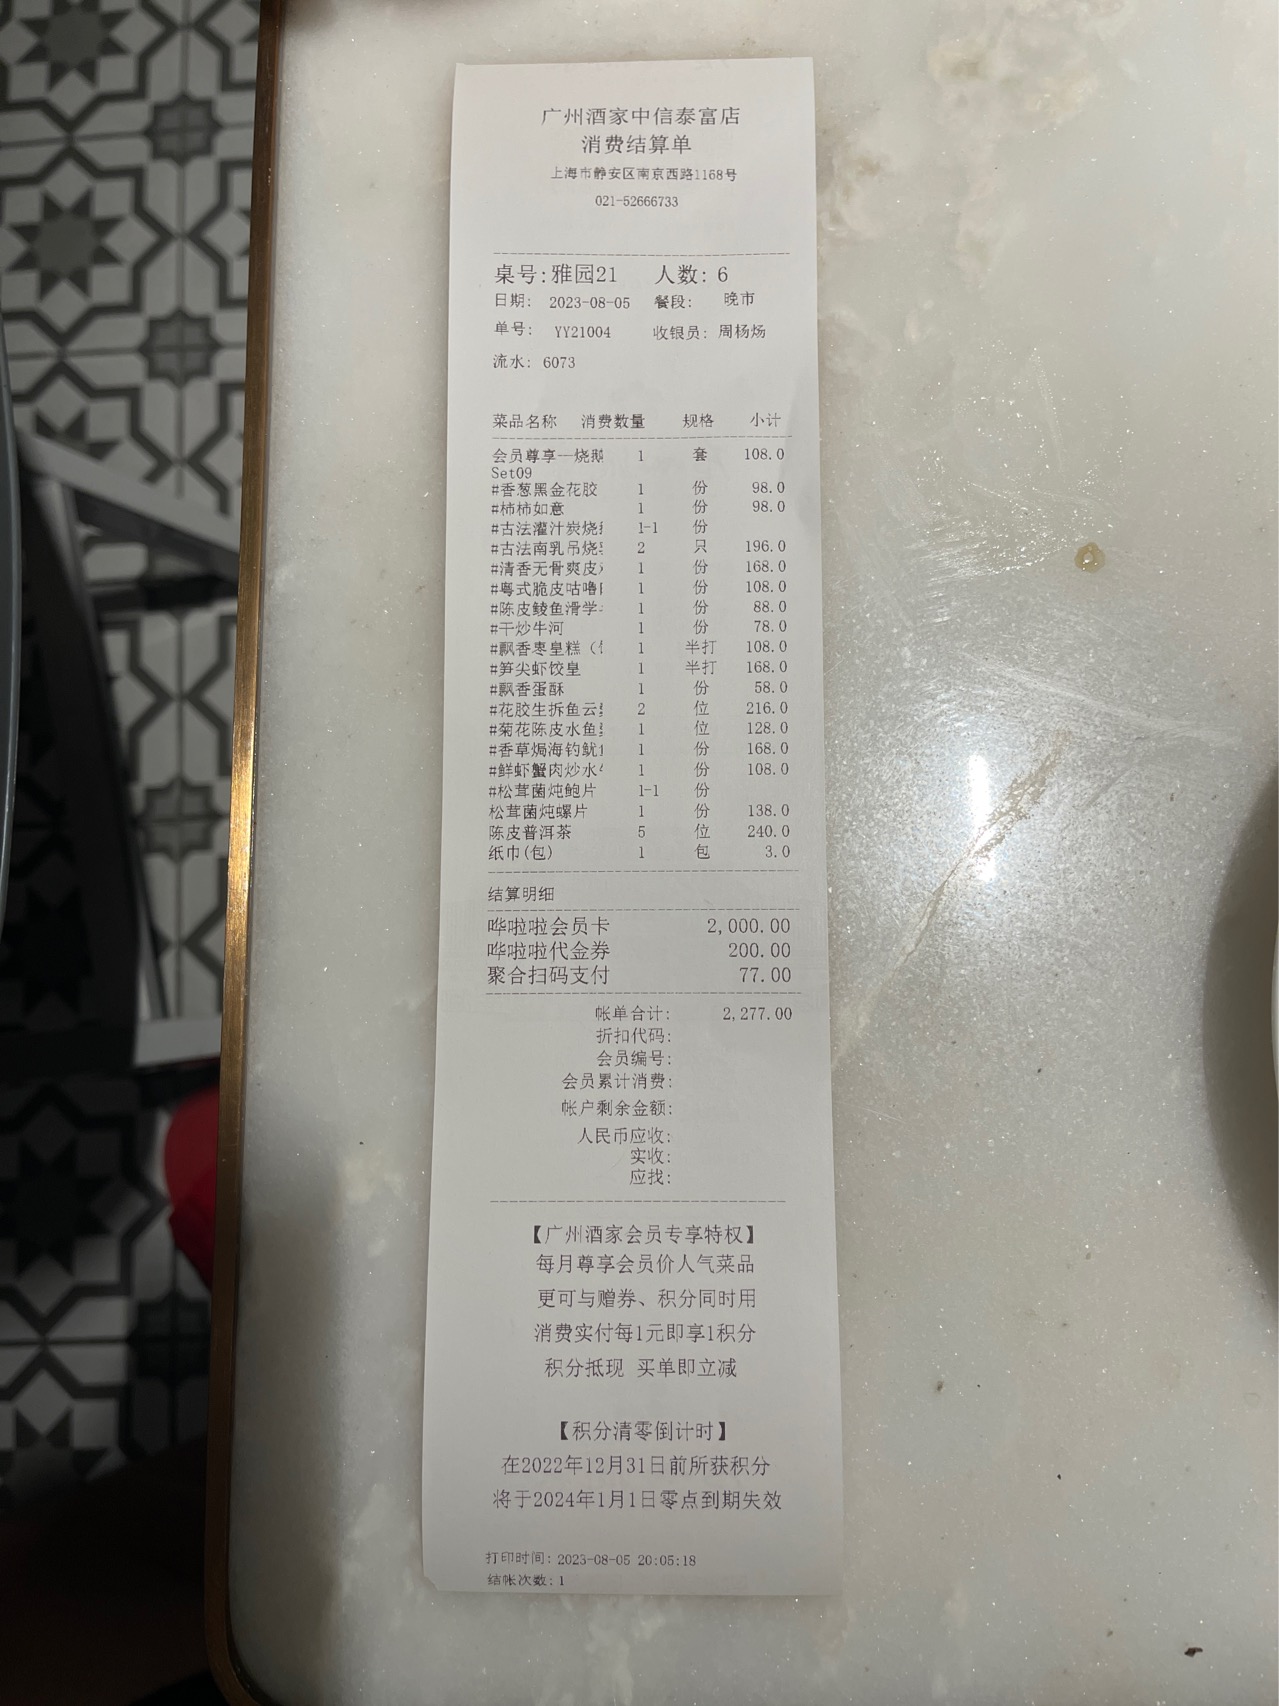 广州酒家中信泰富店
消费结算单
上海市静安区南京西路1168号
021-52666733
桌号:雅园21 人数: 6
日期: 2023-08-05 餐段: 晚市
单号: YY21004 收银员: 周杨炀
流水: 6073
菜品名称 消费数量 规格 小计
会员尊享一烧鹅 1 套 108.0
Set09
#香葱黑金花胶 1 份 98.0
#柿柿如意 1 份 98.0
#古法灌汁炭烧 1-1 份
#古法南乳吊烧 2 只 196.0
#清香无骨爽皮 1 份 168.0
#粤式脆皮咕噜 1 份 108.0
#陈皮鲮鱼滑学 1 份 88.0
#干炒牛河 1 份 78.0
#飘香枣皇糕（ 1 半打 108.0
#笋尖虾饺皇 1 半打 168.0
#飘香蛋酥 1 份 58.0
#花胶生拆鱼云 2 位 216.0
#菊花陈皮水鱼 1 位 128.0
#香草焗海钓鱿 1 份 168.0
#鲜虾蟹肉炒水 1 份 108.0
#松茸菌炖鲍片 1-1 份
松茸菌炖螺片 1 份 138.0
陈皮普洱茶 5 位 240.0
纸巾(包) 1 包 3.0
结算明细
哗啦啦会员卡 2,000.00
哗啦啦代金券 200.00
聚合扫码支付 77.00
帐单合计: 2,277.00
折扣代码:
会员编号:
会员累计消费:
帐户剩余金额:
人民币应收:
实收:
应找:
【广州酒家会员专享特权】
每月尊享会员价人气菜品
更可与赠券、积分同时用
消费实付每1元即享1积分
积分抵现 买单即立减
【积分清零倒计时】
在2022年12月31日前所获积分
将于2024年1月1日零点到期失效
打印时间: 2023-08-05 20:05:18
结帐次数: 1